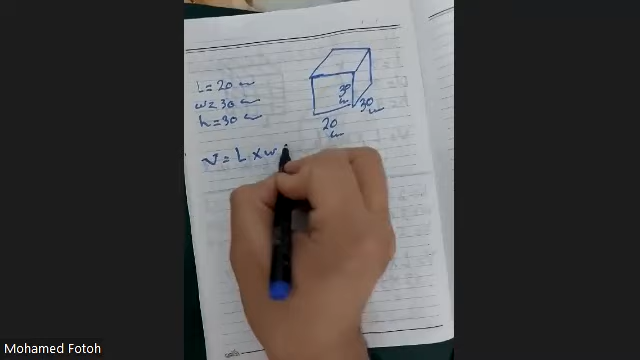 L = 20 cm
w = 30 cm
h = 30 cm
30
cm
30
cm
20
cm
V = L x w
Mohamed Fotoh